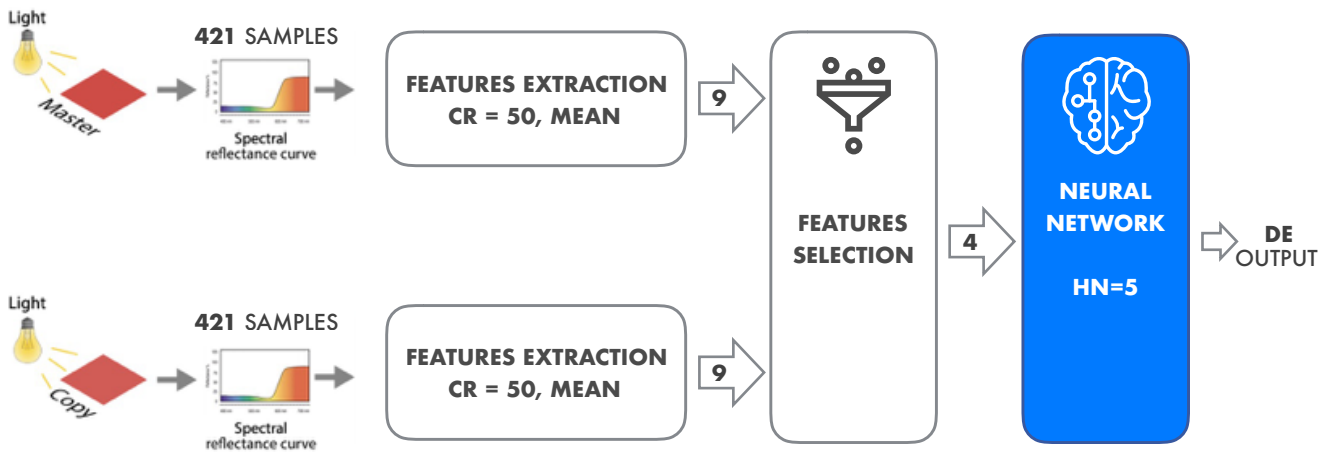 Light
Master
421 SAMPLES
Spectral
reflectance curve
FEATURES EXTRACTION
CR = 50, MEAN
9
Light
Copy
421 SAMPLES
Spectral
reflectance curve
FEATURES EXTRACTION
CR = 50, MEAN
9
FEATURES
SELECTION
4
NEURAL
NETWORK
HN=5
DE
OUTPUT